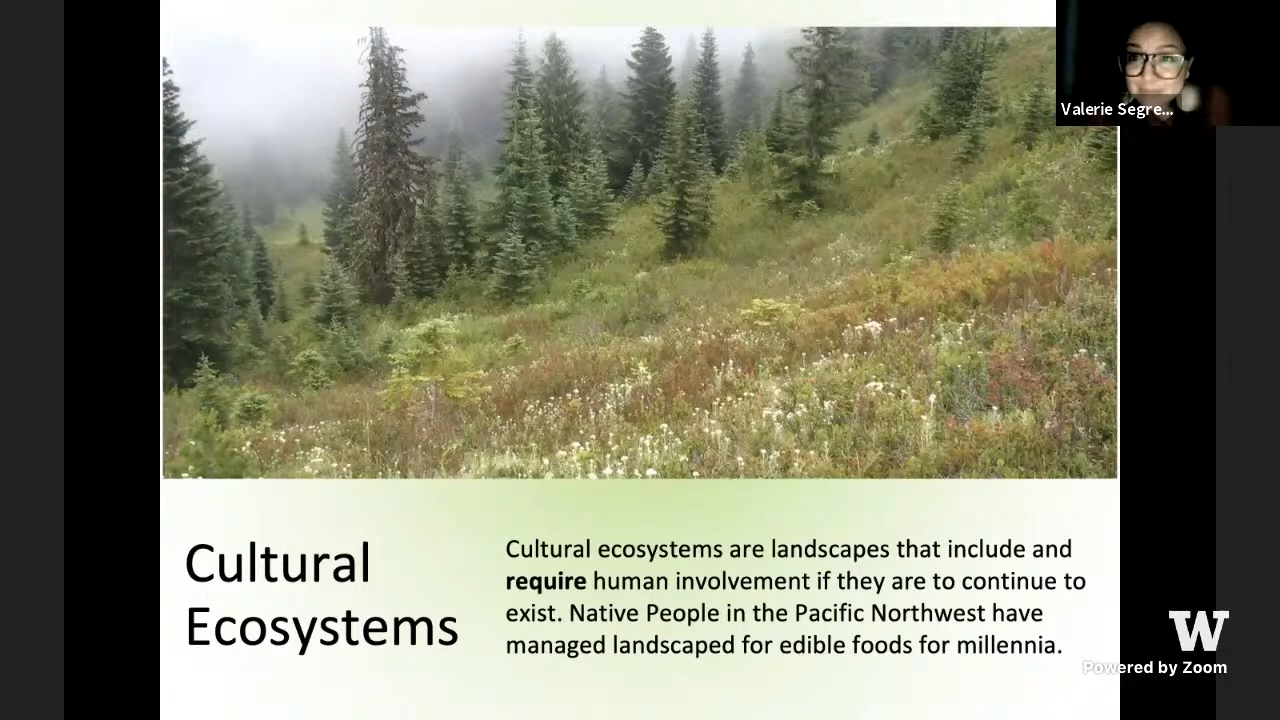 Valerie Segre...
Cultural
Ecosystems
Cultural ecosystems are landscapes that include and
require human involvement if they are to continue to
exist. Native People in the Pacific Northwest have
managed landscaped for edible foods for millennia.
W
Powered by Zoom